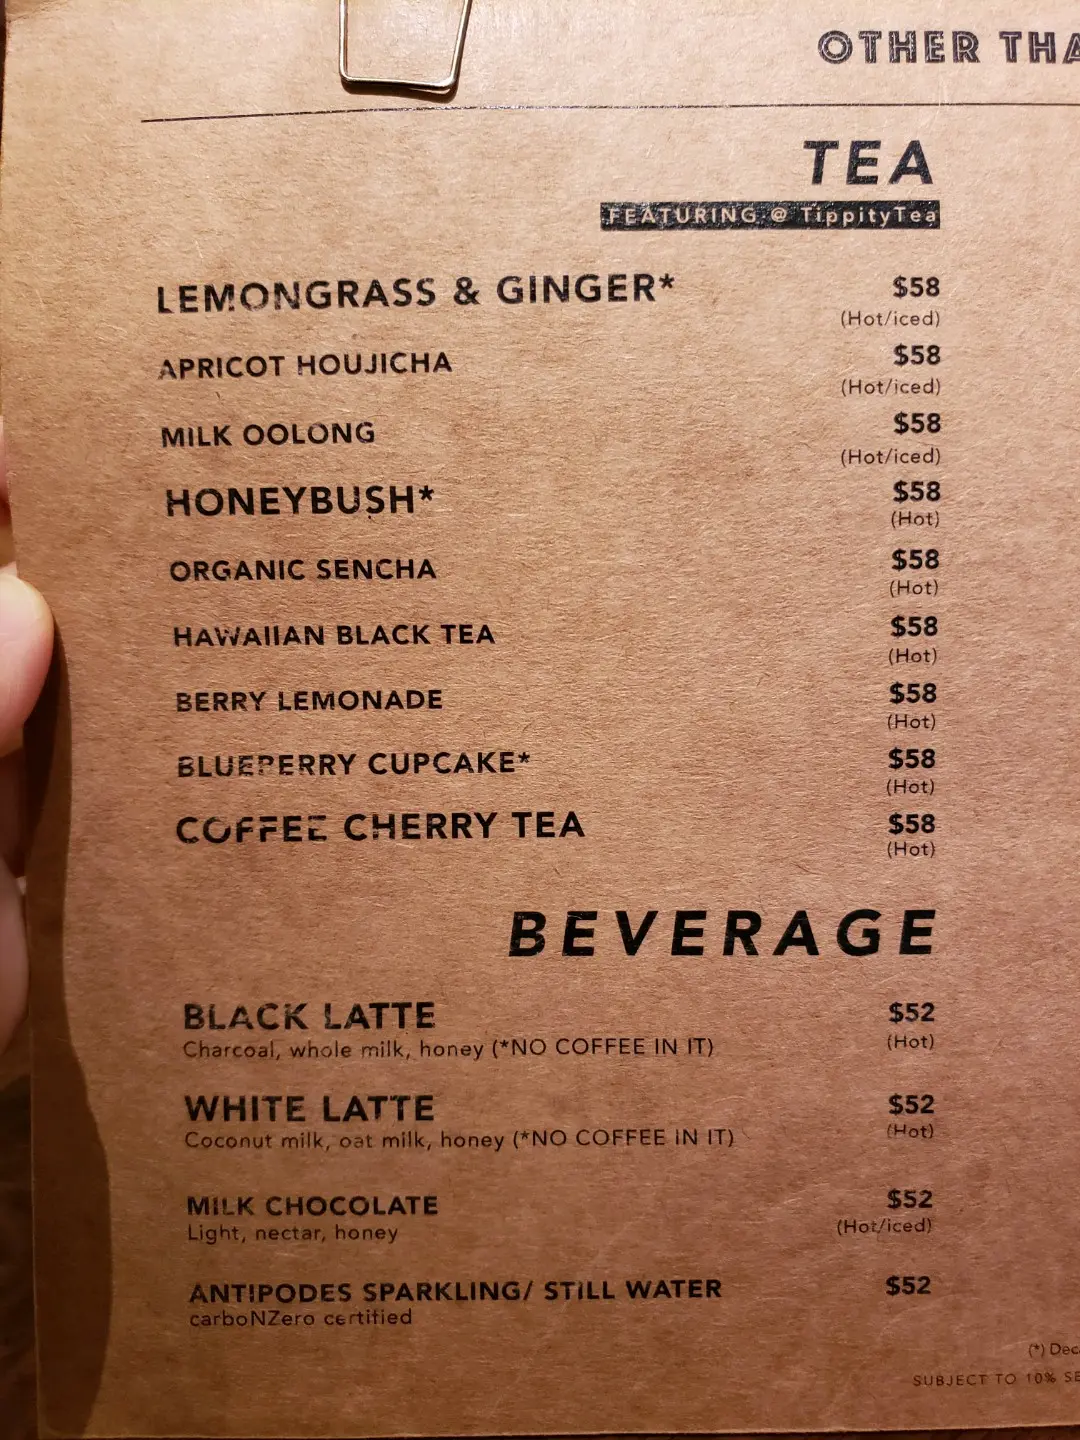 OTHER THA
TEA
FEATURING @ TippityTea
LEMONGRASS & GINGER* $58
(Hot/iced)
APRICOT HOUJICHA $58
(Hot/iced)
MILK OOLONG $58
(Hot/iced)
HONEYBUSH* $58
(Hot)
ORGANIC SENCHA $58
(Hot)
HAWAIIAN BLACK TEA $58
(Hot)
BERRY LEMONADE $58
(Hot)
BLUEBERRY CUPCAKE* $58
(Hot)
COFFEE CHERRY TEA $58
(Hot)
BEVERAGE
BLACK LATTE $52
Charcoal, whole milk, honey (*NO COFFEE IN IT) (Hot)
WHITE LATTE $52
Coconut milk, oat milk, honey (*NO COFFEE IN IT) (Hot)
MILK CHOCOLATE $52
Light, nectar, honey (Hot/iced)
ANTIPODES SPARKLING/ STILL WATER $52
carboNZero certified
(*) Dec
SUBJECT TO 10% SE